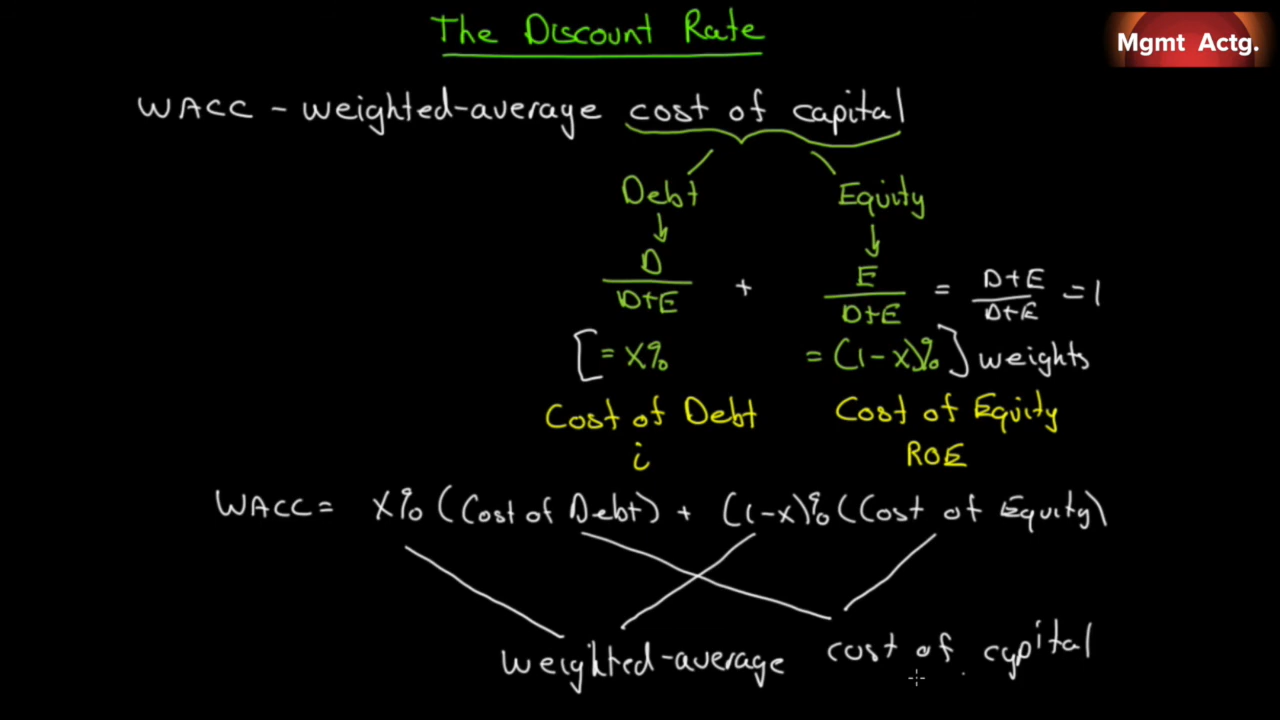 The Discount Rate
Mgmt Actg.
WACC - weighted-average cost of capital
Debt Equity
D/D+E + E/D+E = D+E/D+E = 1
[= X% = (1-x)%] weights
Cost of Debt Cost of Equity
i ROE
WACC = X% (Cost of Debt) + (1-x)% (Cost of Equity)
weighted-average cost of capital